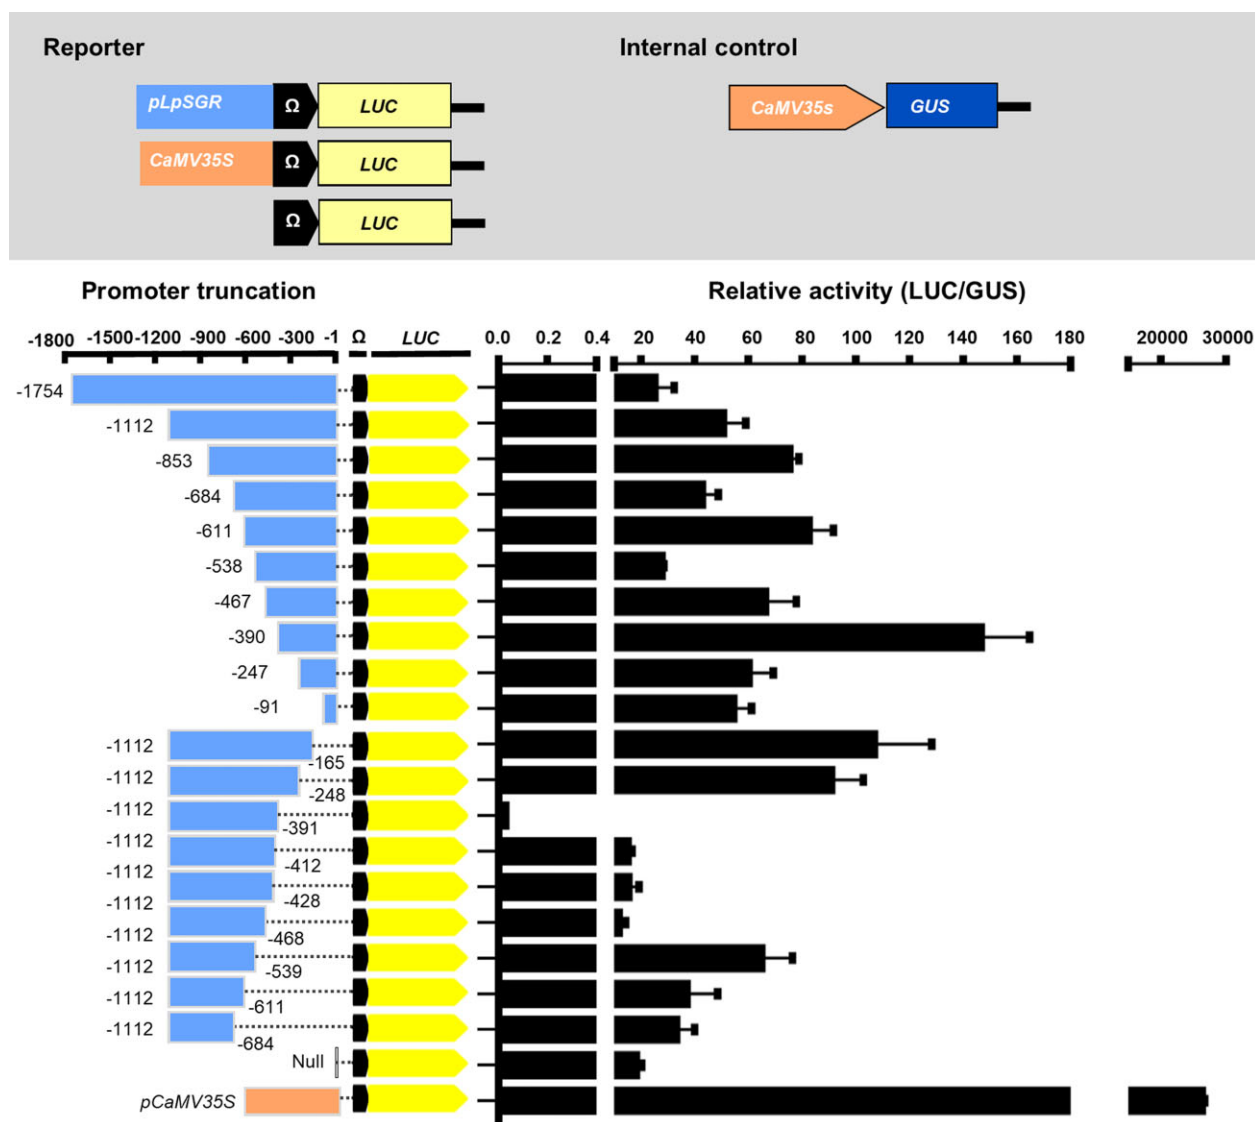 Reporter Internal control
pLpSGR Ω LUC CaMV35s GUS
CaMV35S Ω LUC
Ω LUC
Promoter truncation Relative activity (LUC/GUS)
-1800 -1500 -1200 -900 -600 -300 -1 Ω LUC 0.0 0.2 0.4 20 40 60 80 100 120 140 160 180 20000 30000
-1754
-1112
-853
-684
-611
-538
-467
-390
-247
-91
-1112 -165
-1112 -248
-1112 -391
-1112 -412
-1112 -428
-1112 -468
-1112 -539
-1112 -611
-1112 -684
Null
pCaMV35S